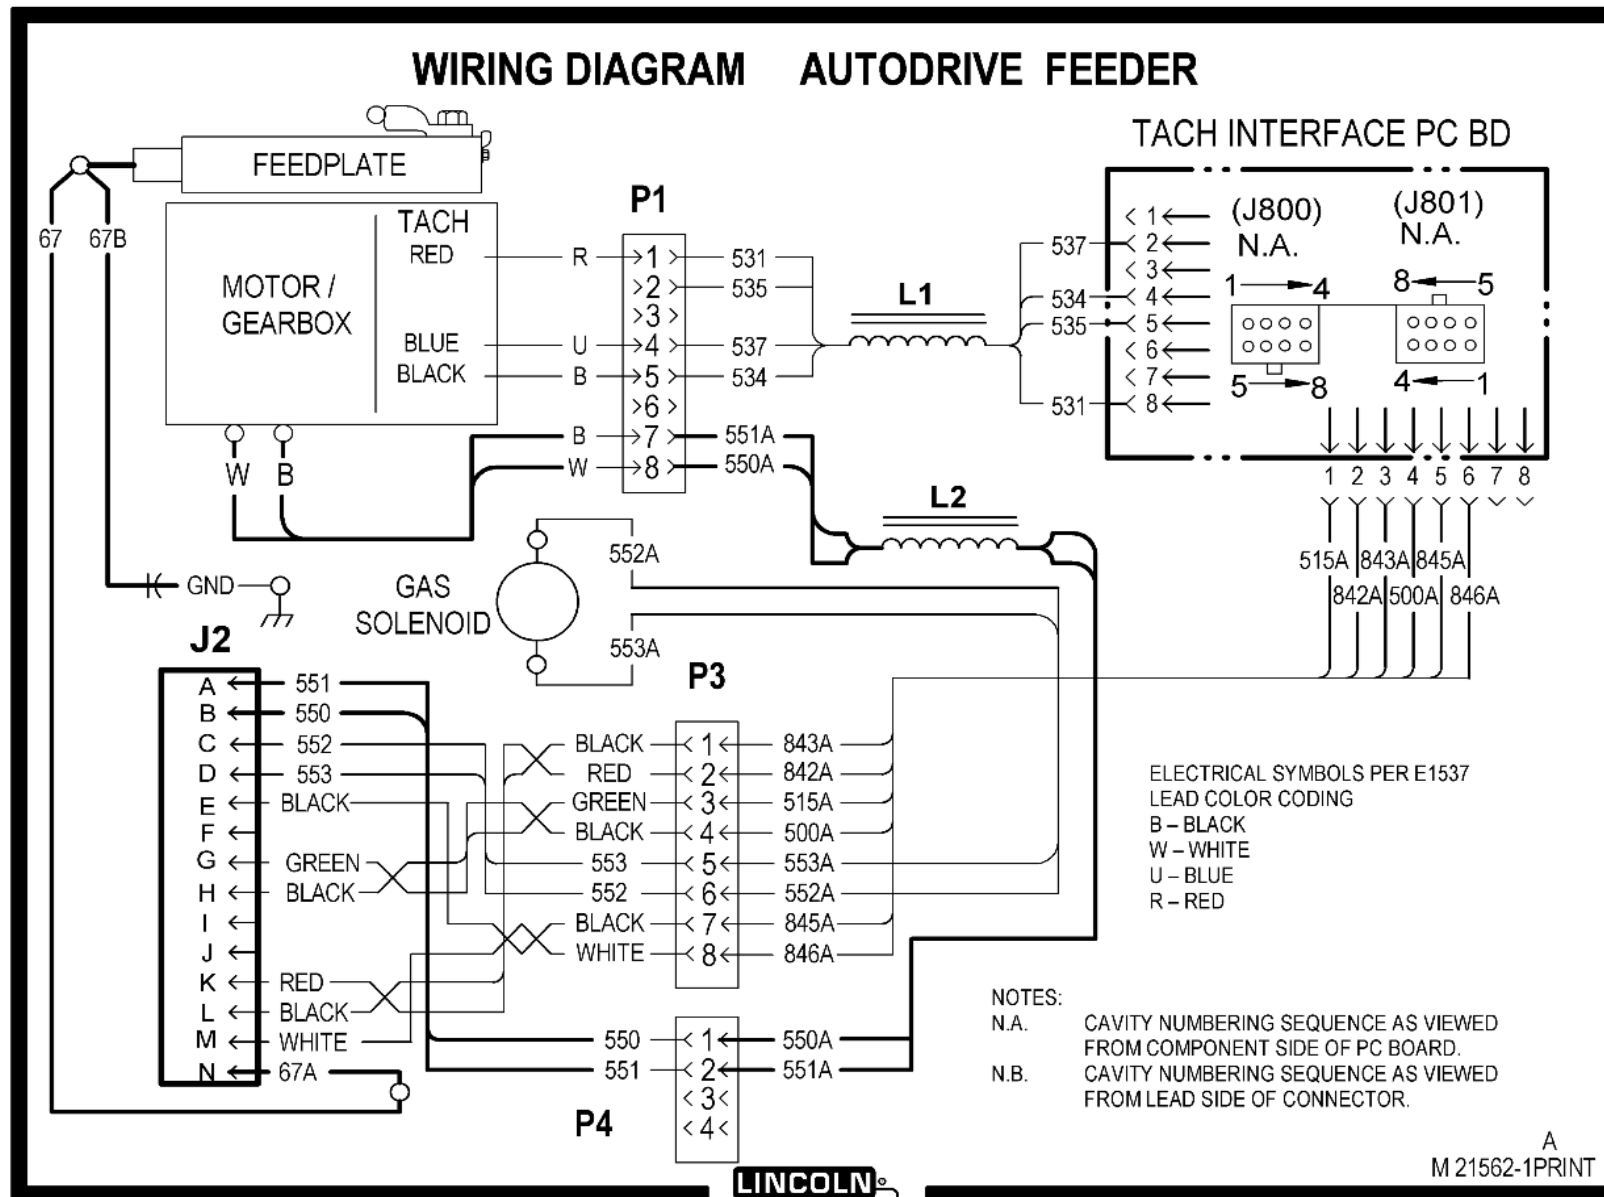 WIRING DIAGRAM AUTODRIVE FEEDER
TACH INTERFACE PC BD
FEEDPLATE
67
67B
MOTOR /
GEARBOX
TACH
RED
BLUE
BLACK
W
B
P1
R 1 531
2 535
3
U 4 537
B 5 534
6
B 7 551A
W 8 550A
L1
L2
(J800)
N.A.
(J801)
N.A.
1
537 2
3
534 4
535 5
6
7
531 8
1 4
8 5
5 8
4 1
1 2 3 4 5 6 7 8
515A 843A 845A
842A 500A 846A
GND
GAS
SOLENOID
552A
553A
J2
A 551
B 550
C 552
D 553
E BLACK
F
G GREEN
H BLACK
I
J
K RED
L BLACK
M WHITE
N 67A
P3
BLACK 1 843A
RED 2 842A
GREEN 3 515A
BLACK 4 500A
553 5 553A
552 6 552A
BLACK 7 845A
WHITE 8 846A
P4
550 1 550A
551 2 551A
3
4
ELECTRICAL SYMBOLS PER E1537
LEAD COLOR CODING
B – BLACK
W – WHITE
U – BLUE
R – RED
NOTES:
N.A. CAVITY NUMBERING SEQUENCE AS VIEWED
FROM COMPONENT SIDE OF PC BOARD.
N.B. CAVITY NUMBERING SEQUENCE AS VIEWED
FROM LEAD SIDE OF CONNECTOR.
A
M 21562-1PRINT
LINCOLN